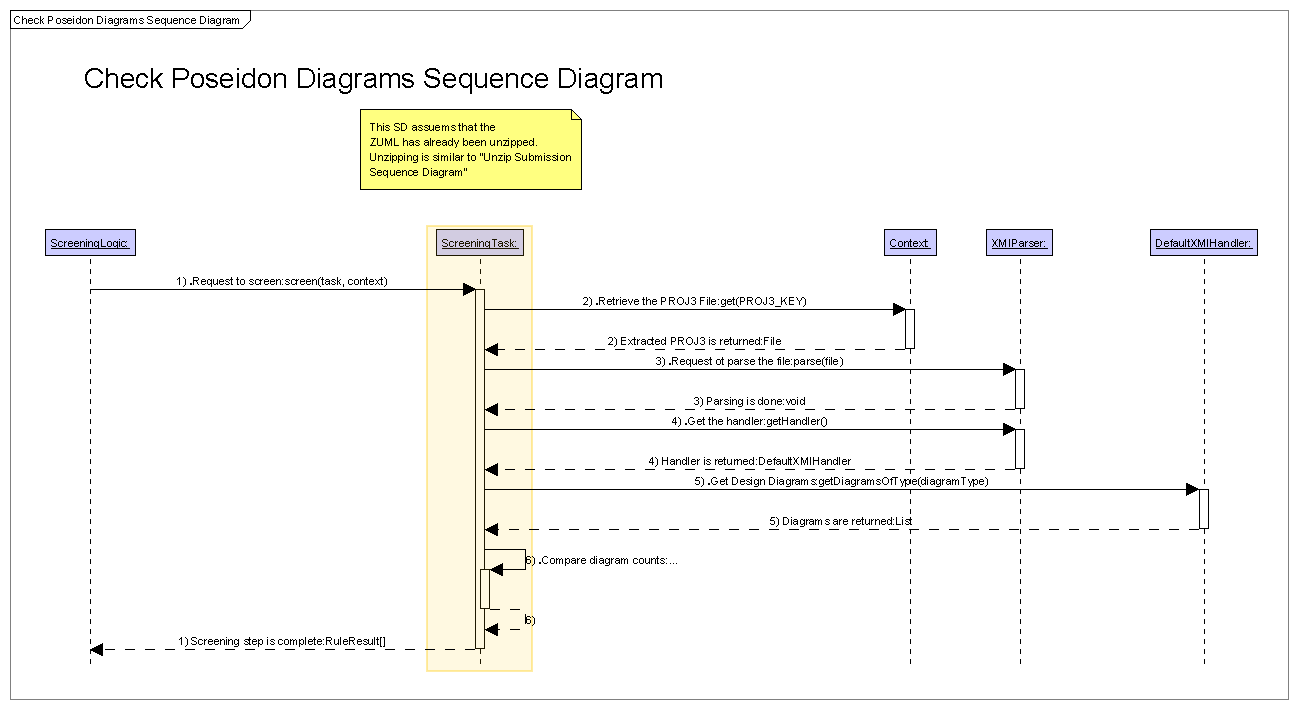 Check Poseidon Diagrams Sequence Diagram
Check Poseidon Diagrams Sequence Diagram
This SD assuems that the
ZUML has already been unzipped.
Unzipping is similar to "Unzip Submission
Sequence Diagram"
ScreeningLogic:
ScreeningTask:
Context:
XMIParser:
DefaultXMIHandler:
1) .Request to screen:screen(task, context)
2) .Retrieve the PROJ3 File:get(PROJ3_KEY)
2) Extracted PROJ3 is returned:File
3) .Request ot parse the file:parse(file)
3) Parsing is done:void
4) .Get the handler:getHandler()
4) Handler is returned:DefaultXMIHandler
5) .Get Design Diagrams:getDiagramsOfType(diagramType)
5) Diagrams are returned:List
6) .Compare diagram counts:...
6)
1) Screening step is complete:RuleResult[]